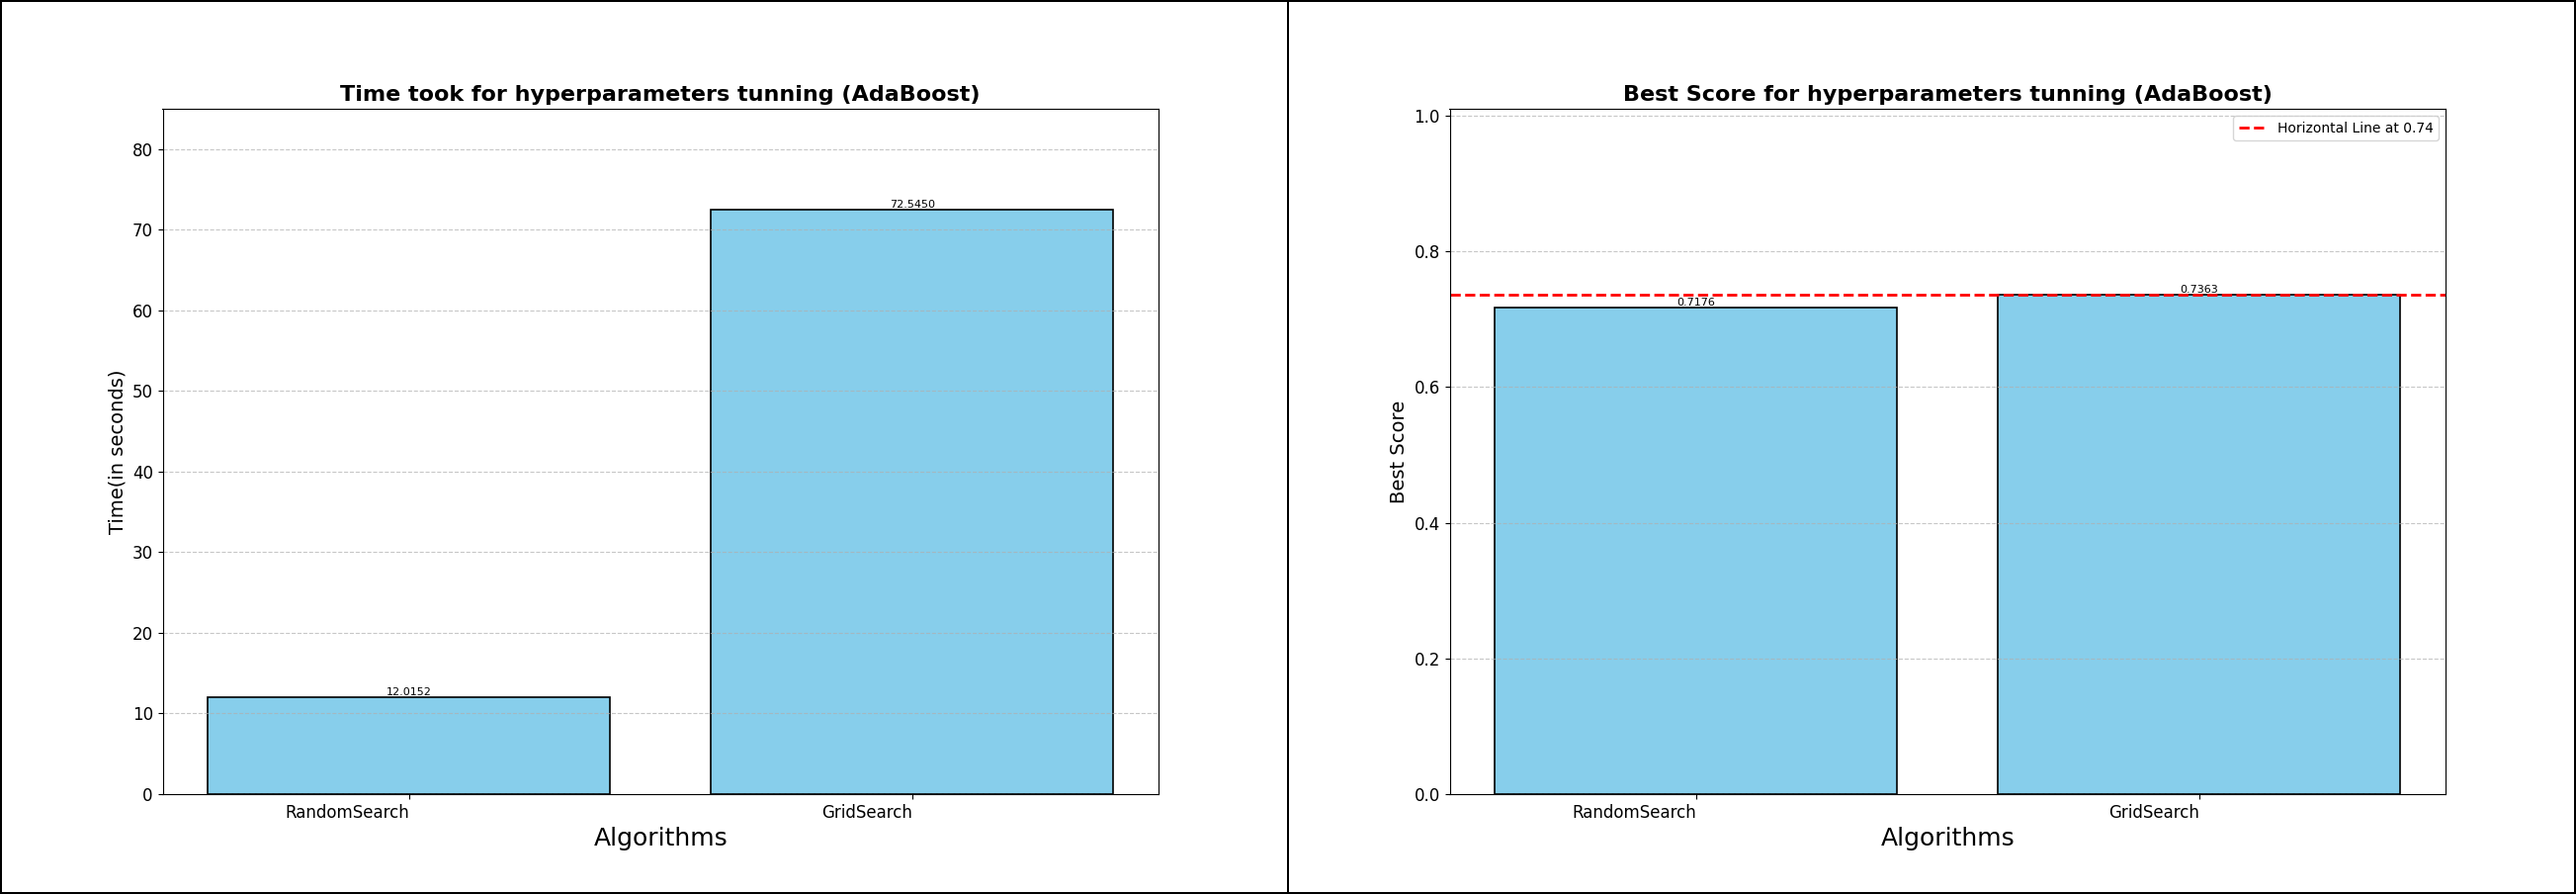 Time took for hyperparameters tunning (AdaBoost)
80
70
60
50
40
30
20
10
0
Time(in seconds)
72.5450
12.0152
RandomSearch
GridSearch
Algorithms
Best Score for hyperparameters tunning (AdaBoost)
1.0
0.8
0.6
0.4
0.2
0.0
Best Score
Horizontal Line at 0.74
0.7176
0.7363
RandomSearch
GridSearch
Algorithms